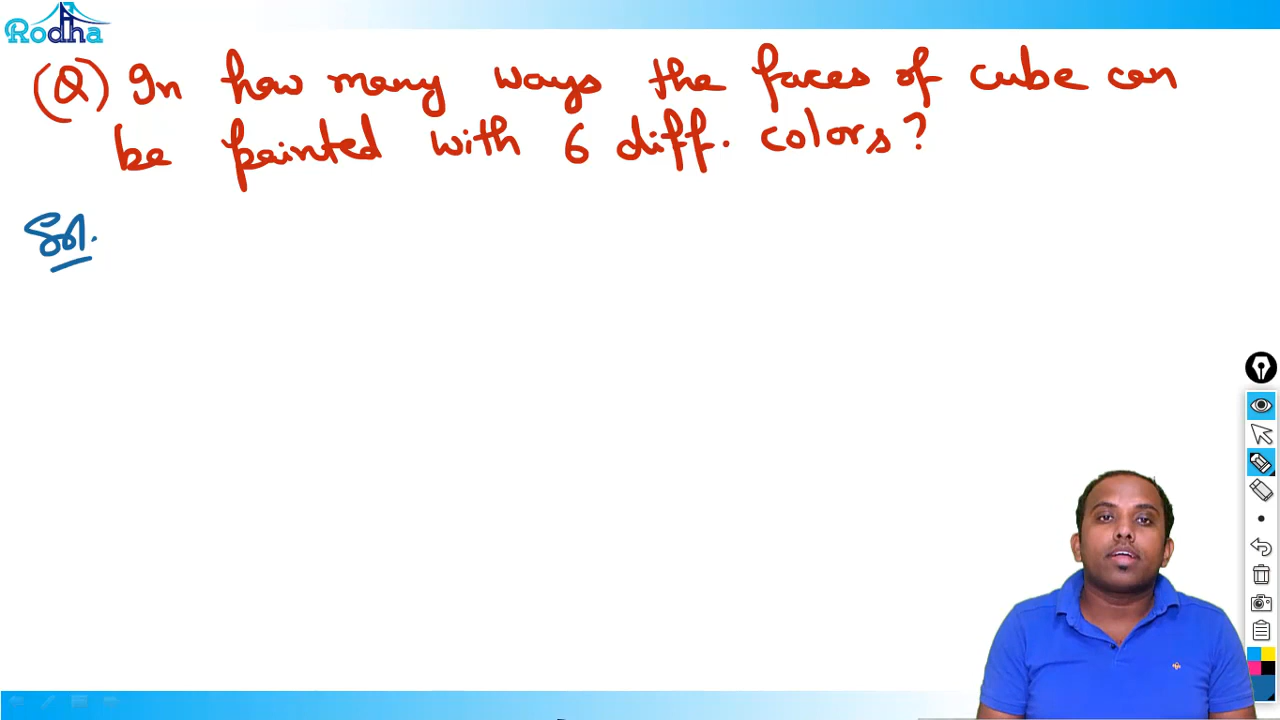 Rodha
(Q) In how many ways the faces of cube can
be painted with 6 diff. colors?
Sol.